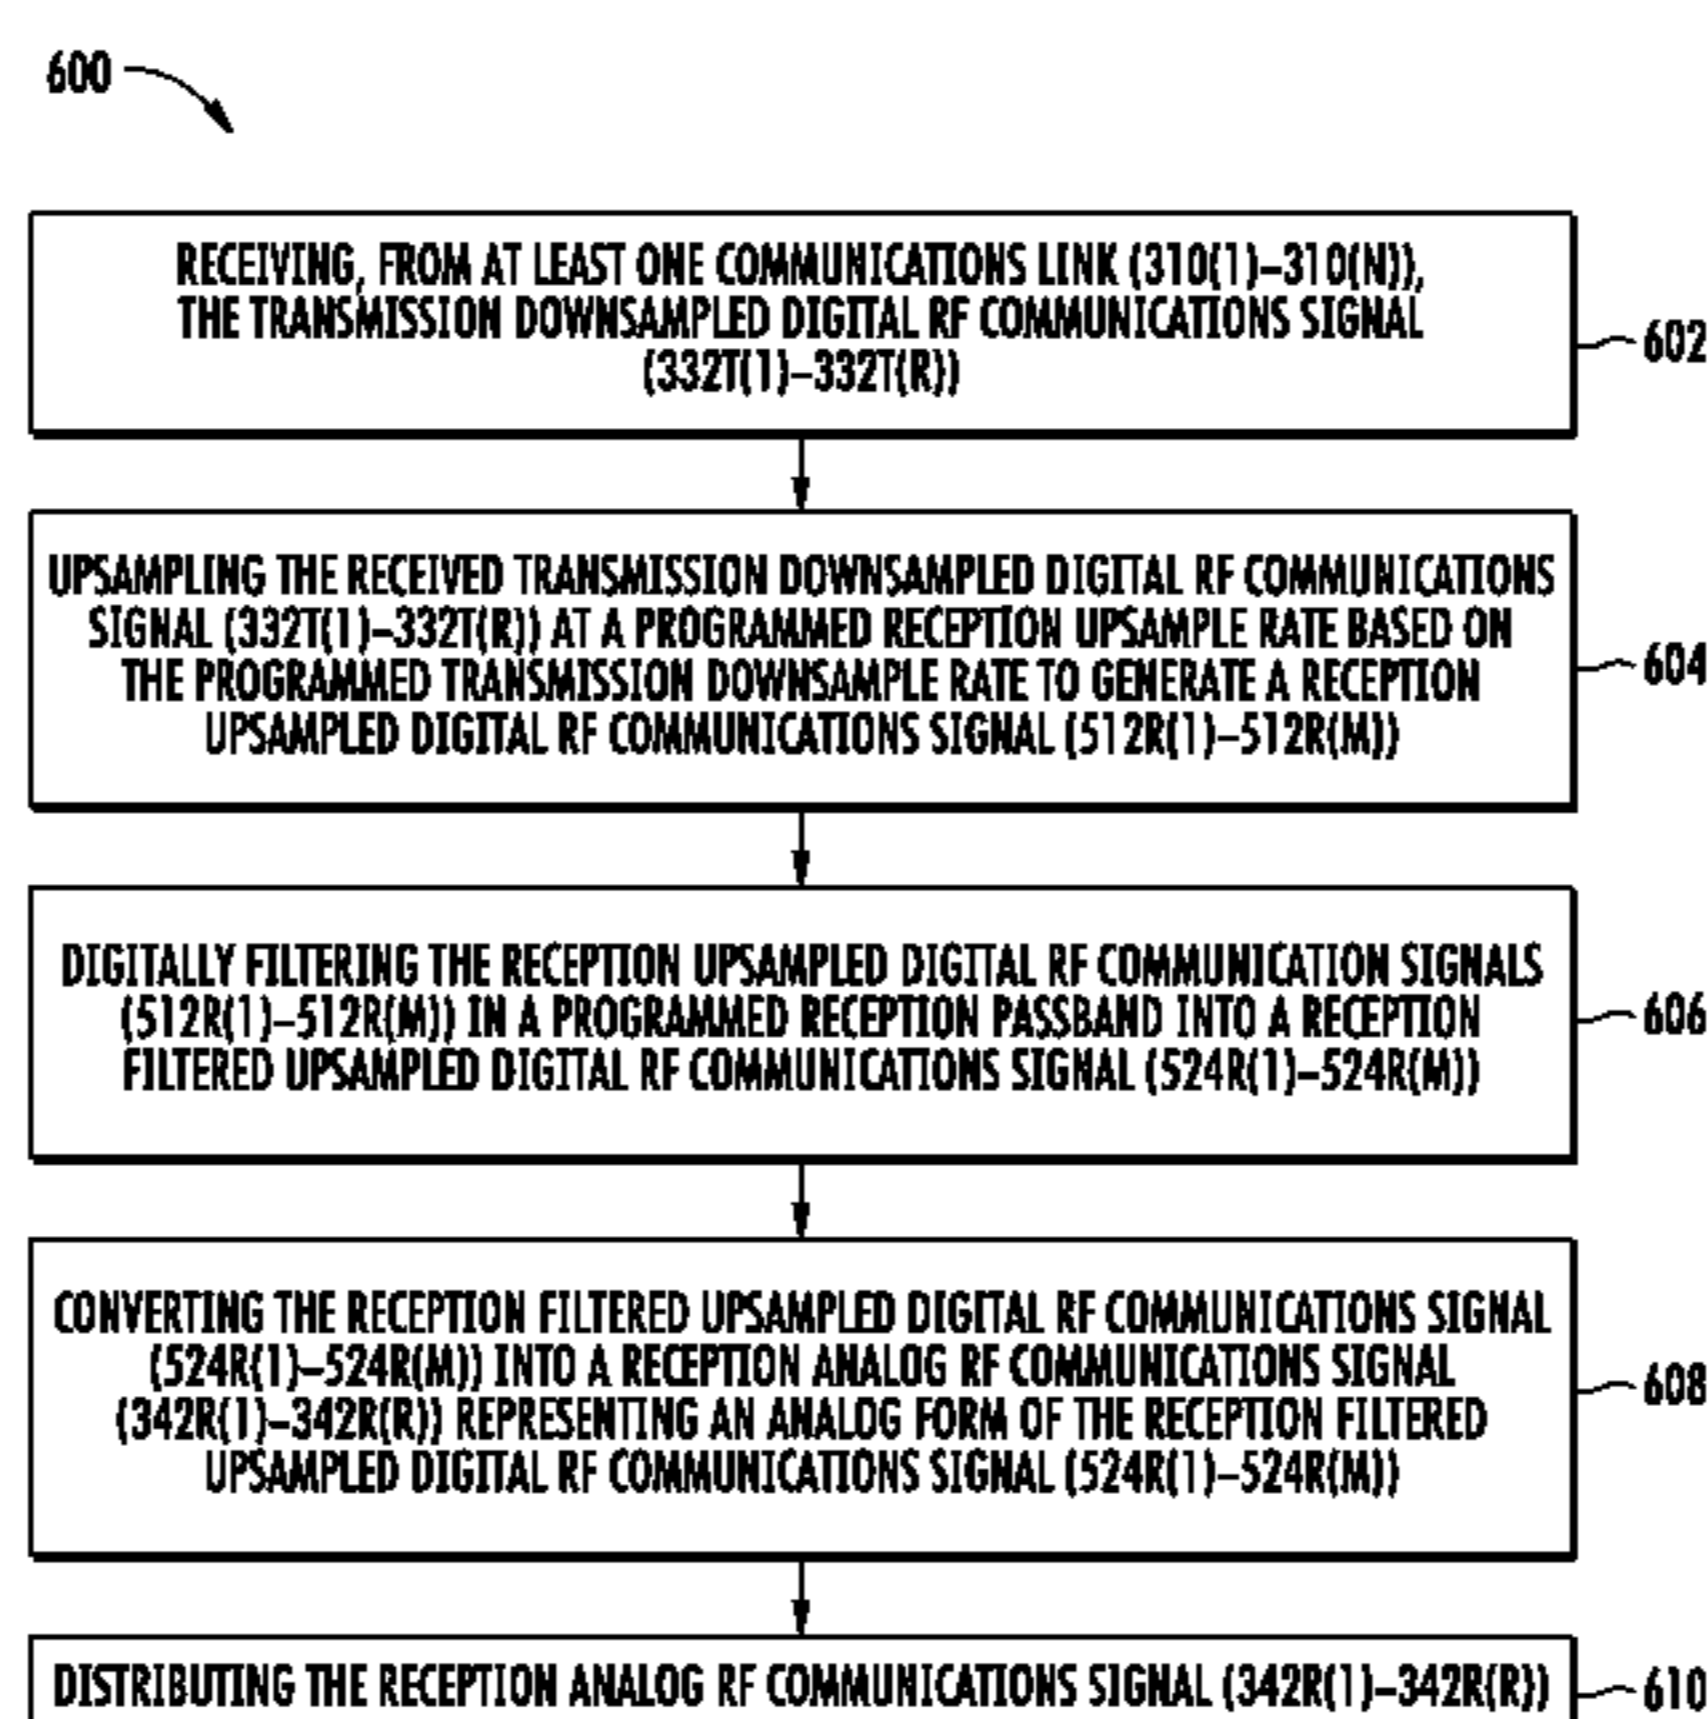 600
RECEIVING, FROM AT LEAST ONE COMMUNICATIONS LINK (310(1)–310(N)),
THE TRANSMISSION DOWNSAMPLED DIGITAL RF COMMUNICATIONS SIGNAL
(332T(1)–332T(R))
602
UPSAMPLING THE RECEIVED TRANSMISSION DOWNSAMPLED DIGITAL RF COMMUNICATIONS
SIGNAL (332T(1)–332T(R)) AT A PROGRAMMED RECEPTION UPSAMPLE RATE BASED ON
THE PROGRAMMED TRANSMISSION DOWNSAMPLE RATE TO GENERATE A RECEPTION
UPSAMPLED DIGITAL RF COMMUNICATIONS SIGNAL (512R(1)–512R(M))
604
DIGITALLY FILTERING THE RECEPTION UPSAMPLED DIGITAL RF COMMUNICATION SIGNALS
(512R(1)–512R(M)) IN A PROGRAMMED RECEPTION PASSBAND INTO A RECEPTION
FILTERED UPSAMPLED DIGITAL RF COMMUNICATIONS SIGNAL (524R(1)–524R(M))
606
CONVERTING THE RECEPTION FILTERED UPSAMPLED DIGITAL RF COMMUNICATIONS SIGNAL
(524R(1)–524R(M)) INTO A RECEPTION ANALOG RF COMMUNICATIONS SIGNAL
(342R(1)–342R(R)) REPRESENTING AN ANALOG FORM OF THE RECEPTION FILTERED
UPSAMPLED DIGITAL RF COMMUNICATIONS SIGNAL (524R(1)–524R(M))
608
DISTRIBUTING THE RECEPTION ANALOG RF COMMUNICATIONS SIGNAL (342R(1)–342R(R))
610